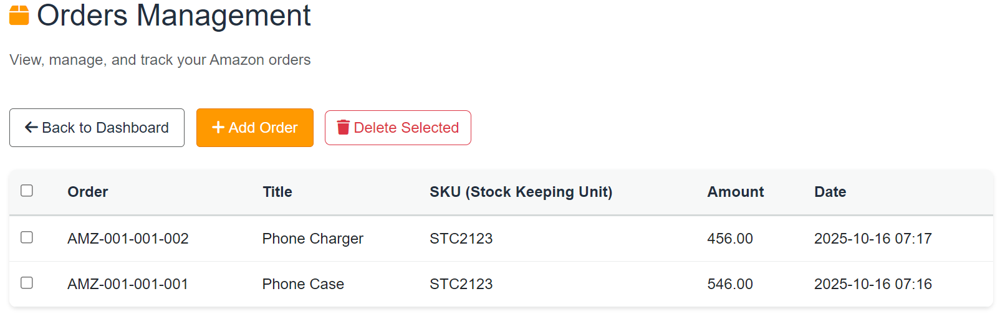 Orders Management
View, manage, and track your Amazon orders
Back to Dashboard Add Order Delete Selected
Order Title SKU (Stock Keeping Unit) Amount Date
AMZ-001-001-002 Phone Charger STC2123 456.00 2025-10-16 07:17
AMZ-001-001-001 Phone Case STC2123 546.00 2025-10-16 07:16